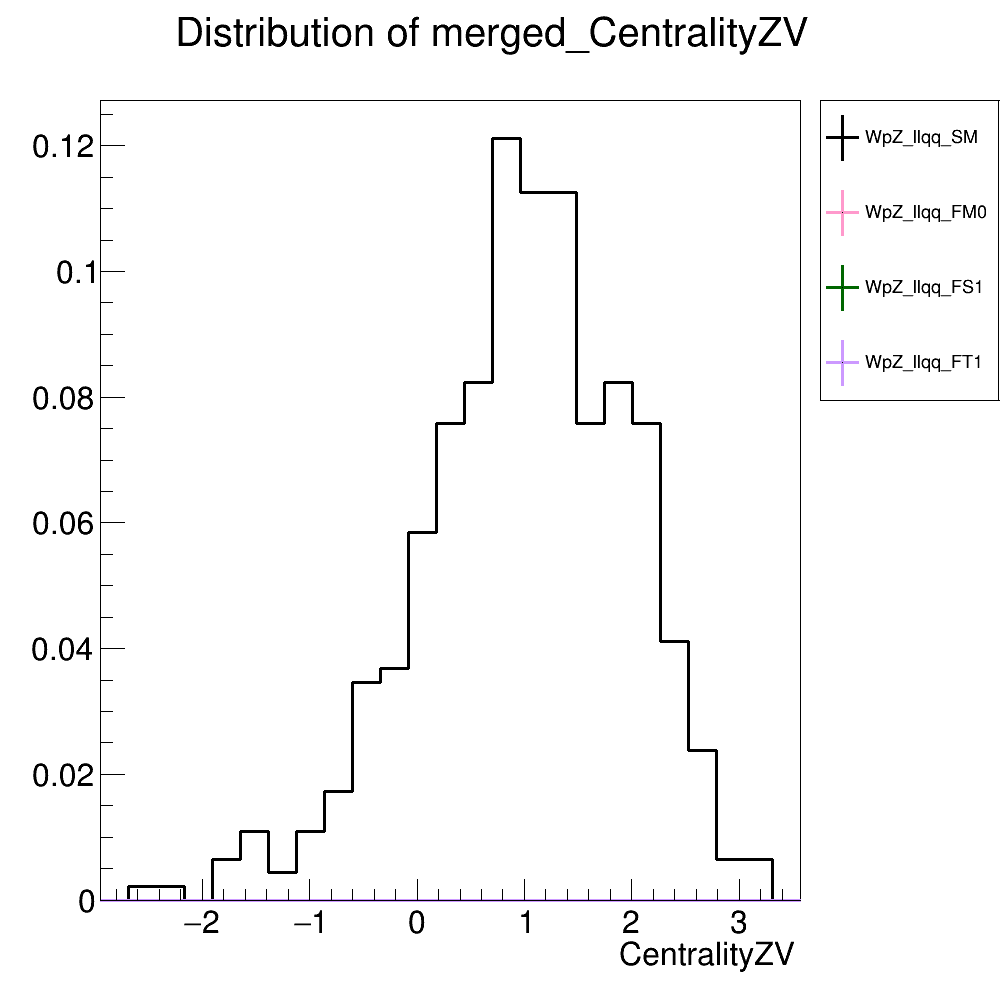 Distribution of merged_CentralityZV
0.12
0.1
0.08
0.06
0.04
0.02
0
−2
−1
0
1
2
3
CentralityZV
WpZ_llqq_SM
WpZ_llqq_FM0
WpZ_llqq_FS1
WpZ_llqq_FT1